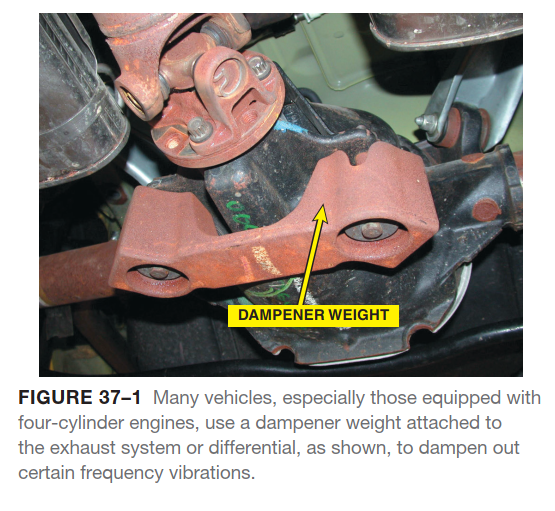 DAMPENER WEIGHT
FIGURE 37–1 Many vehicles, especially those equipped with
four-cylinder engines, use a dampener weight attached to
the exhaust system or differential, as shown, to dampen out
certain frequency vibrations.